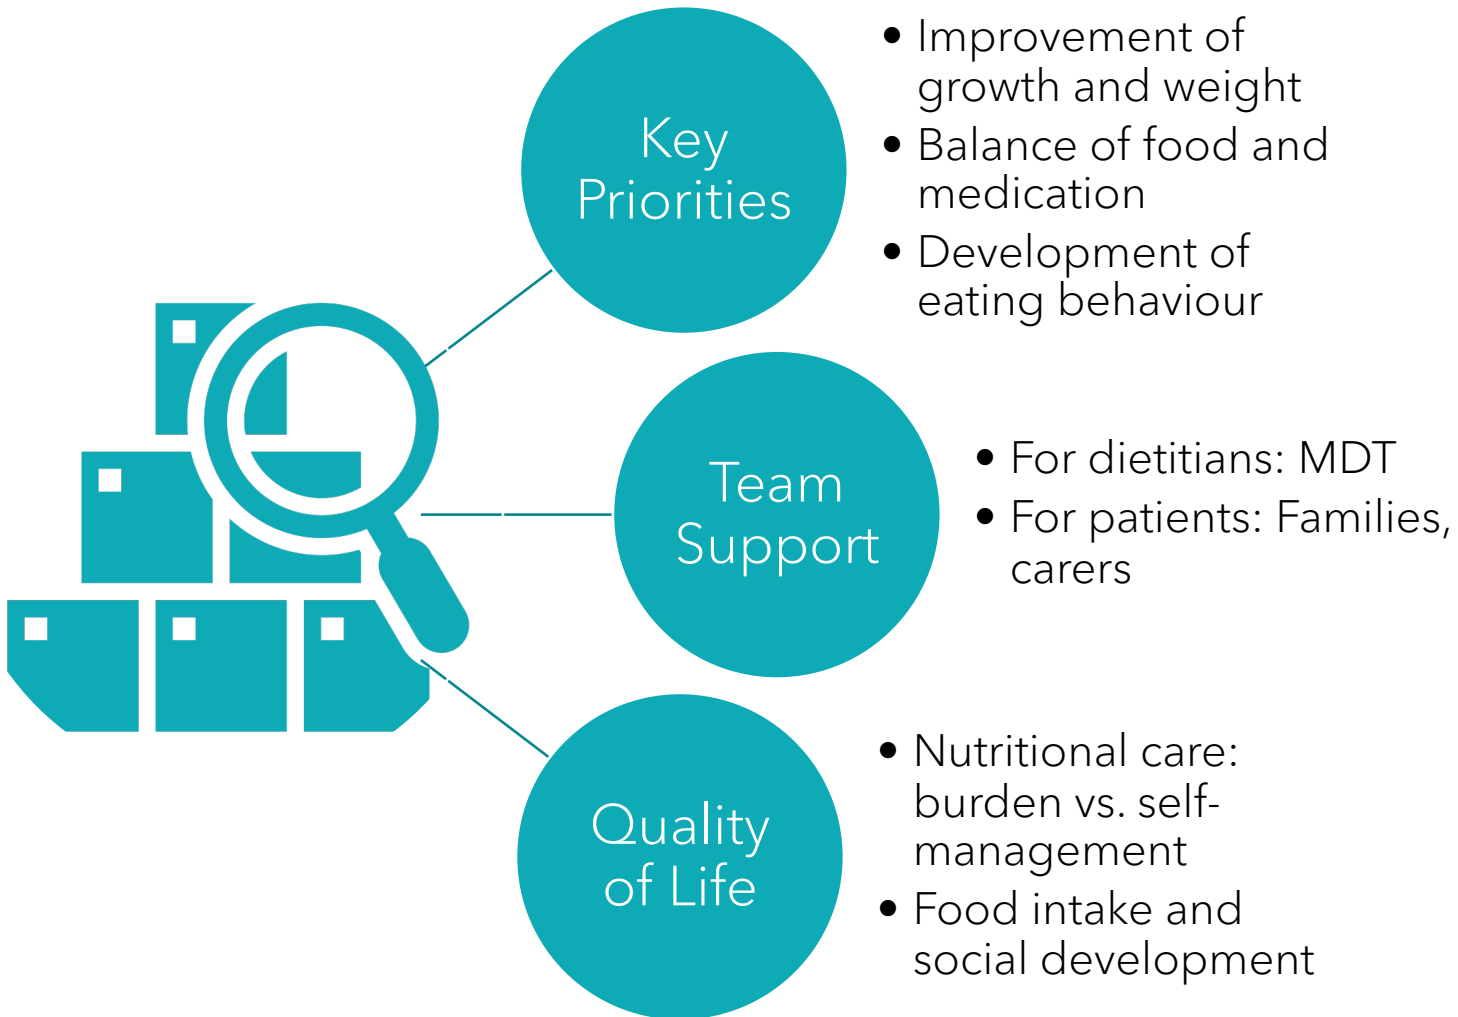 Key
Priorities
• Improvement of
growth and weight
• Balance of food and
medication
• Development of
eating behaviour
Team
Support
• For dietitians: MDT
• For patients: Families,
carers
Quality
of Life
• Nutritional care:
burden vs. self-
management
• Food intake and
social development